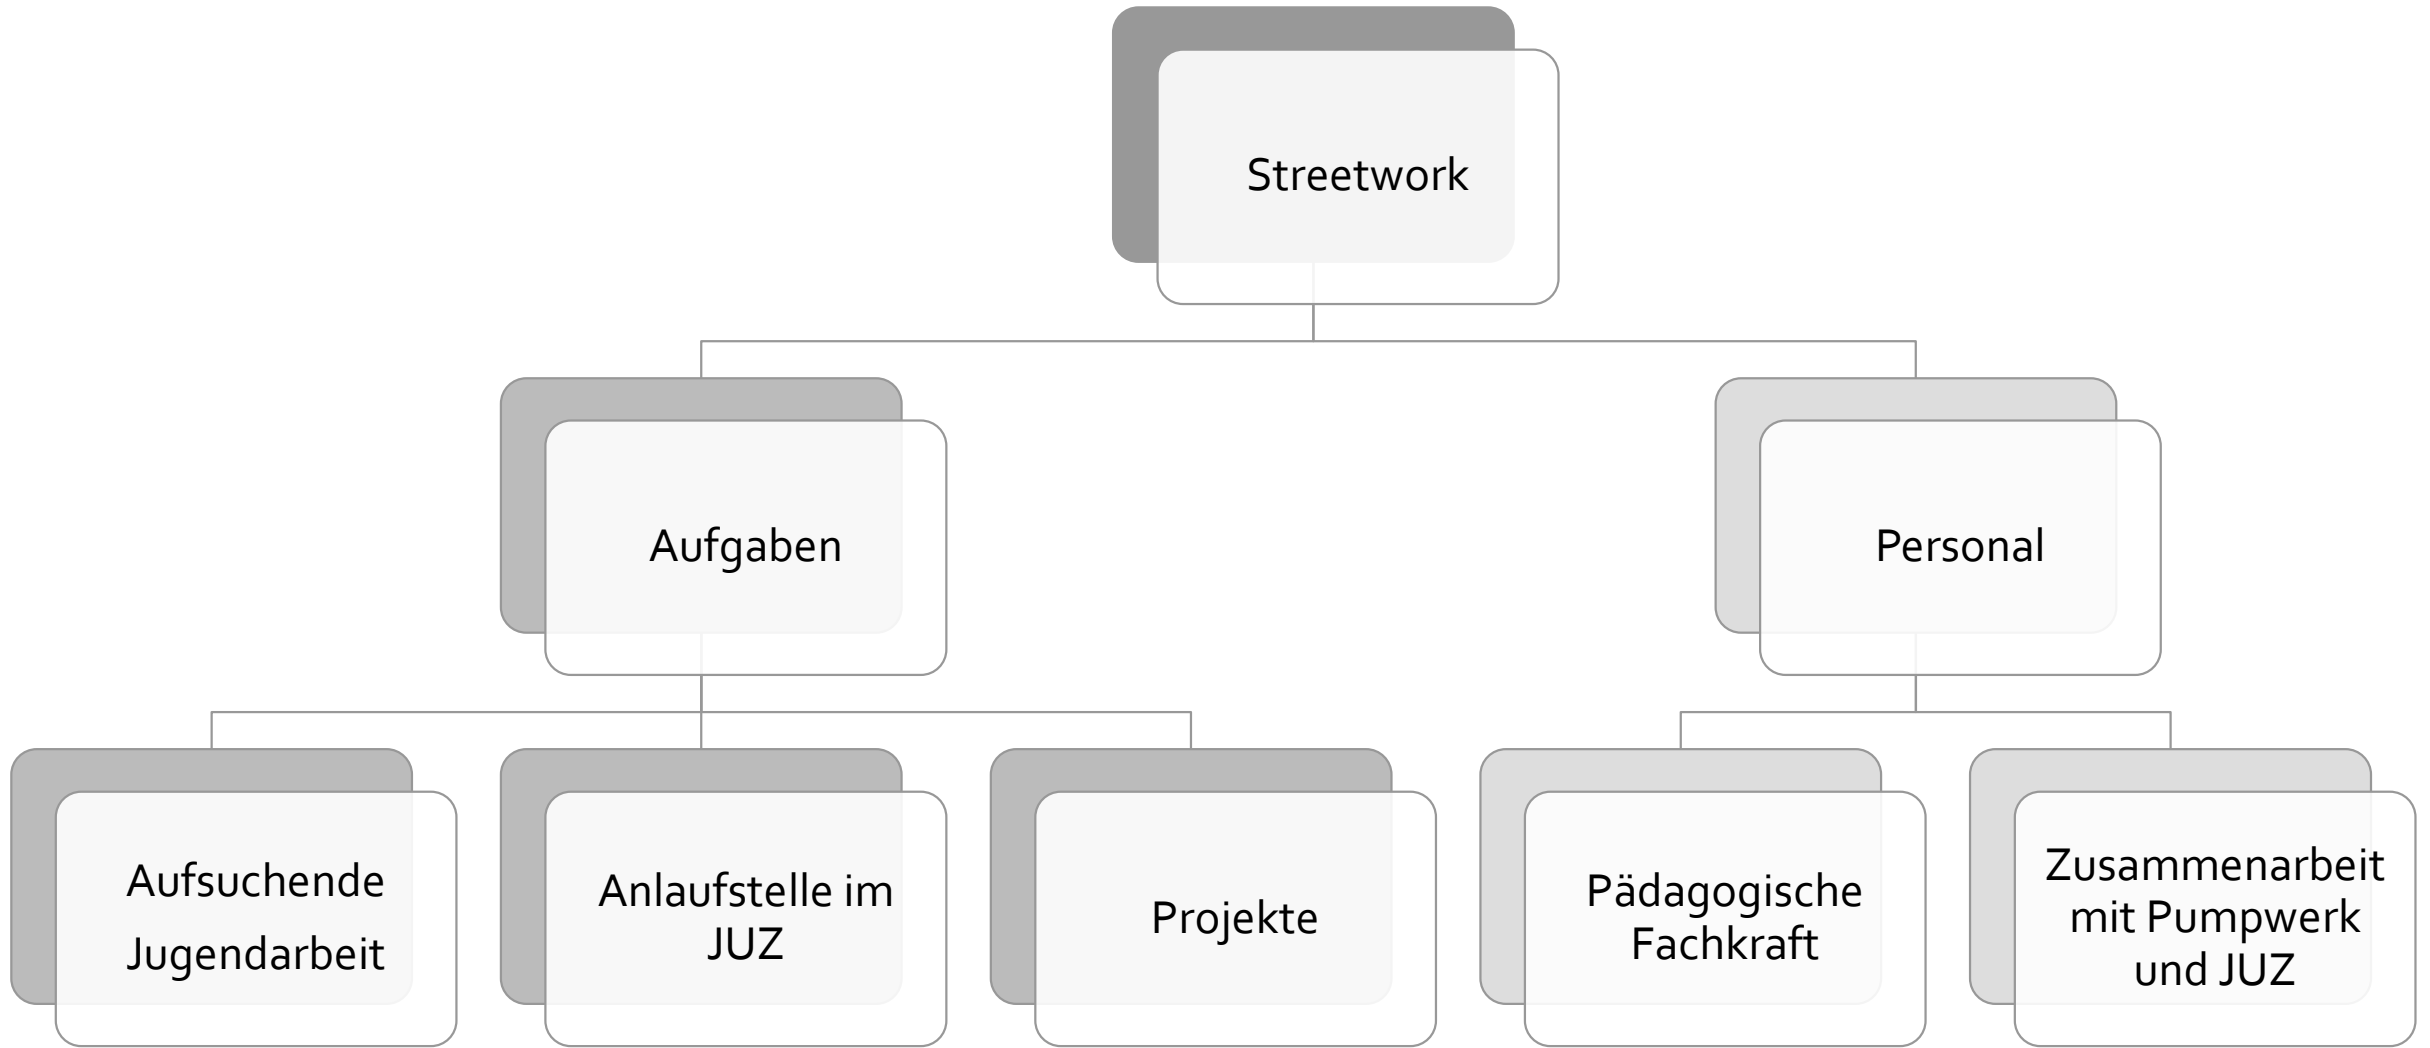 Streetwork
Aufgaben
Personal
Aufsuchende
Jugendarbeit
Anlaufstelle im
JUZ
Projekte
Pädagogische
Fachkraft
Zusammenarbeit
mit Pumpwerk
und JUZ